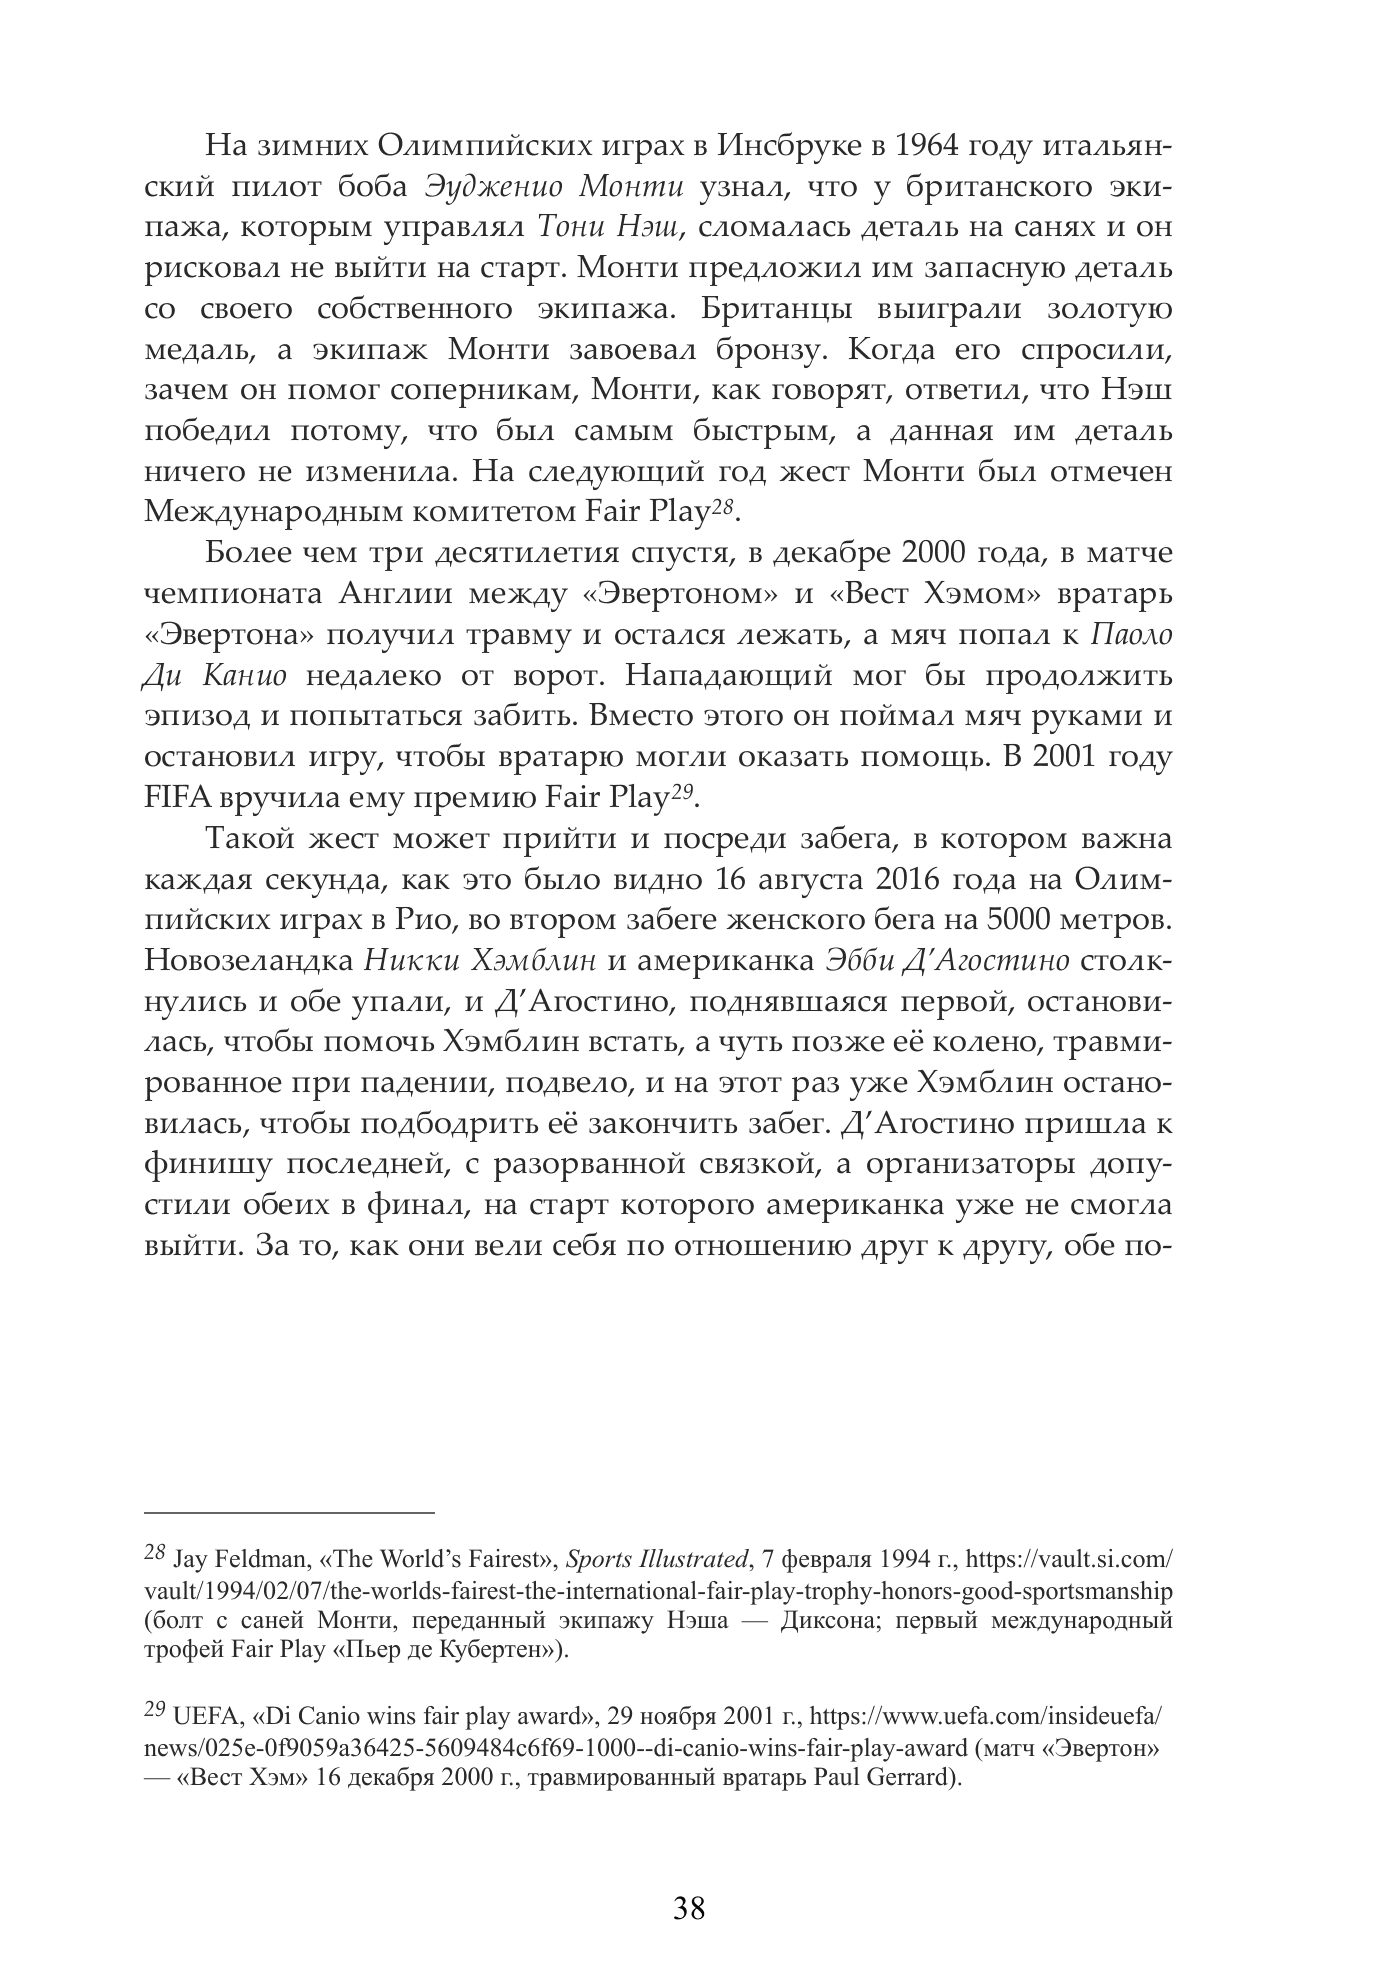 На зимних Олимпийских играх в Инсбруке в 1964 году итальян-
ский пилот боба Эудженио Монти узнал, что у британского эки-
пажа, которым управлял Тони Нэш, сломалась деталь на санях и он
рисковал не выйти на старт. Монти предложил им запасную деталь
со своего собственного экипажа. Британцы выиграли золотую
медаль, а экипаж Монти завоевал бронзу. Когда его спросили,
зачем он помог соперникам, Монти, как говорят, ответил, что Нэш
победил потому, что был самым быстрым, а данная им деталь
ничего не изменила. На следующий год жест Монти был отмечен
Международным комитетом Fair Play28.
Более чем три десятилетия спустя, в декабре 2000 года, в матче
чемпионата Англии между «Эвертоном» и «Вест Хэмом» вратарь
«Эвертона» получил травму и остался лежать, а мяч попал к Паоло
Ди Канио недалеко от ворот. Нападающий мог бы продолжить
эпизод и попытаться забить. Вместо этого он поймал мяч руками и
остановил игру, чтобы вратарю могли оказать помощь. В 2001 году
FIFA вручила ему премию Fair Play29.
Такой жест может прийти и посреди забега, в котором важна
каждая секунда, как это было видно 16 августа 2016 года на Олим-
пийских играх в Рио, во втором забеге женского бега на 5000 метров.
Новозеландка Никки Хэмблин и американка Эбби Д’Агостино столк-
нулись и обе упали, и Д’Агостино, поднявшаяся первой, останови-
лась, чтобы помочь Хэмблин встать, а чуть позже её колено, травми-
рованное при падении, подвело, и на этот раз уже Хэмблин остано-
вилась, чтобы подбодрить её закончить забег. Д’Агостино пришла к
финишу последней, с разорванной связкой, а организаторы допу-
стили обеих в финал, на старт которого американка уже не смогла
выйти. За то, как они вели себя по отношению друг к другу, обе по-
28 Jay Feldman, «The World’s Fairest», Sports Illustrated, 7 февраля 1994 г., https://vault.si.com/
vault/1994/02/07/the-worlds-fairest-the-international-fair-play-trophy-honors-good-sportsmanship
(болт с саней Монти, переданный экипажу Нэша — Диксона; первый международный
трофей Fair Play «Пьер де Кубертен»).
29 UEFA, «Di Canio wins fair play award», 29 ноября 2001 г., https://www.uefa.com/insideuefa/
news/025e-0f9059a36425-5609484c6f69-1000--di-canio-wins-fair-play-award (матч «Эвертон»
— «Вест Хэм» 16 декабря 2000 г., травмированный вратарь Paul Gerrard).
38